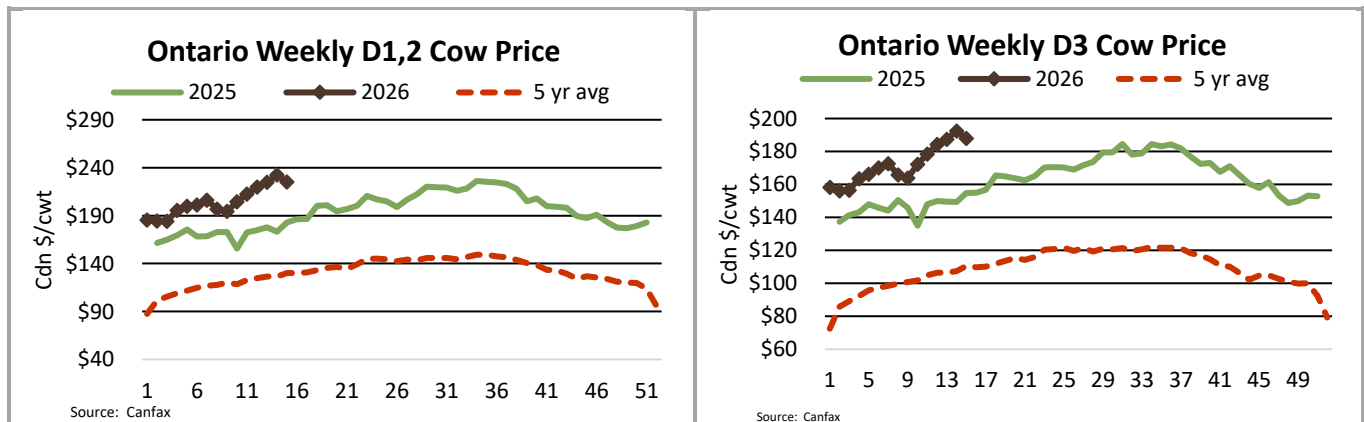 Ontario Weekly D1,2 Cow Price
2025 2026 5 yr avg
Cdn $/cwt
$290
$240
$190
$140
$90
$40
1 6 11 16 21 26 31 36 41 46 51
Source: Canfax
Ontario Weekly D3 Cow Price
2025 2026 5 yr avg
Cdn $/cwt
$200
$180
$160
$140
$120
$100
$80
$60
1 5 9 13 17 21 25 29 33 37 41 45 49
Source: Canfax